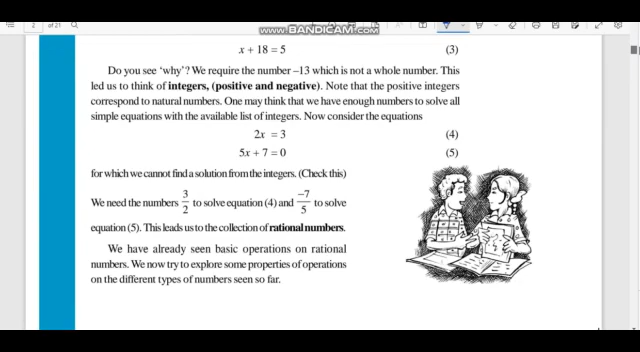 2 of 21
www.BANDICAM.com
x + 18 = 5 (3)
Do you see ‘why’? We require the number –13 which is not a whole number. This
led us to think of integers, (positive and negative). Note that the positive integers
correspond to natural numbers. One may think that we have enough numbers to solve all
simple equations with the available list of integers. Now consider the equations
2x = 3 (4)
5x + 7 = 0 (5)
for which we cannot find a solution from the integers. (Check this)
We need the numbers 3/2 to solve equation (4) and –7/5 to solve
equation (5). This leads us to the collection of rational numbers.
We have already seen basic operations on rational
numbers. We now try to explore some properties of operations
on the different types of numbers seen so far.